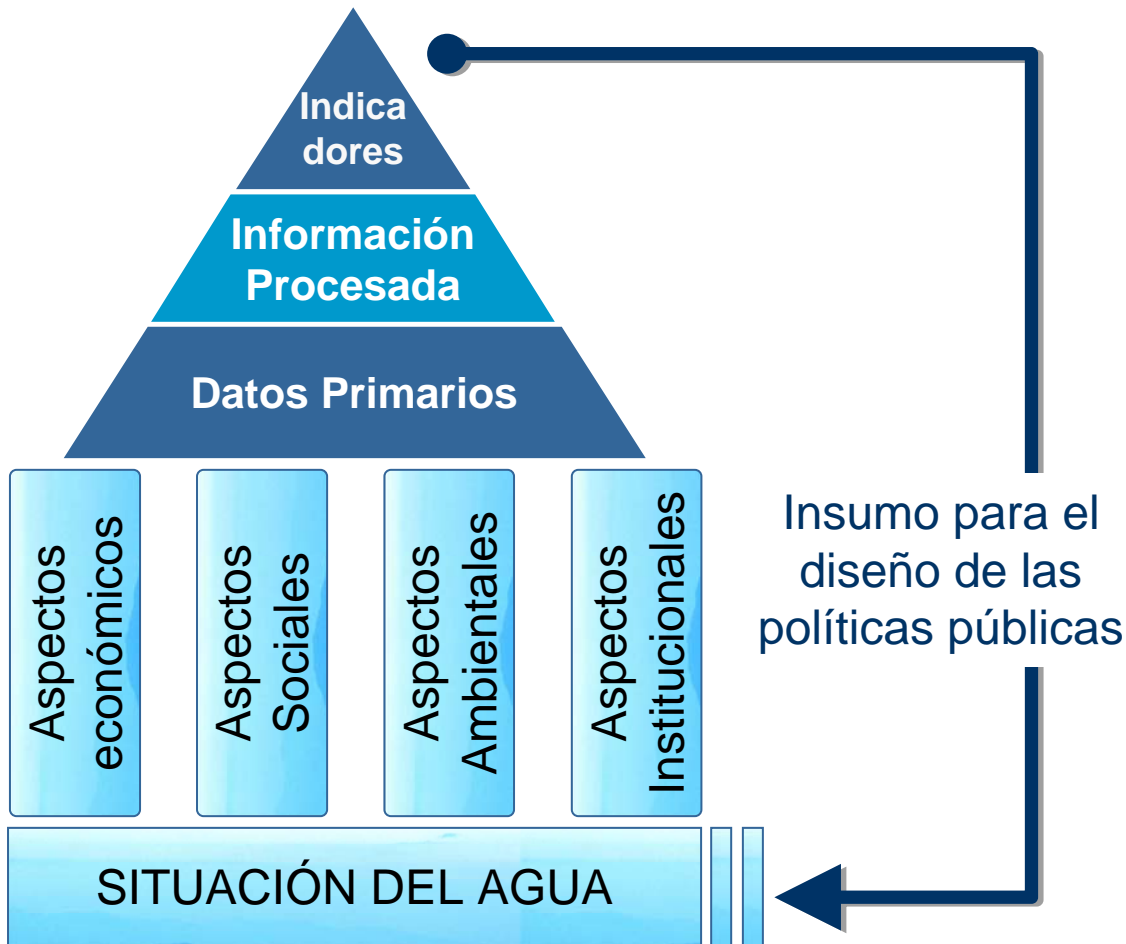 Indica
dores
Información
Procesada
Datos Primarios
Aspectos
económicos
Aspectos
Sociales
Aspectos
Ambientales
Aspectos
Institucionales
Insumo para el
diseño de las
políticas públicas
SITUACIÓN DEL AGUA